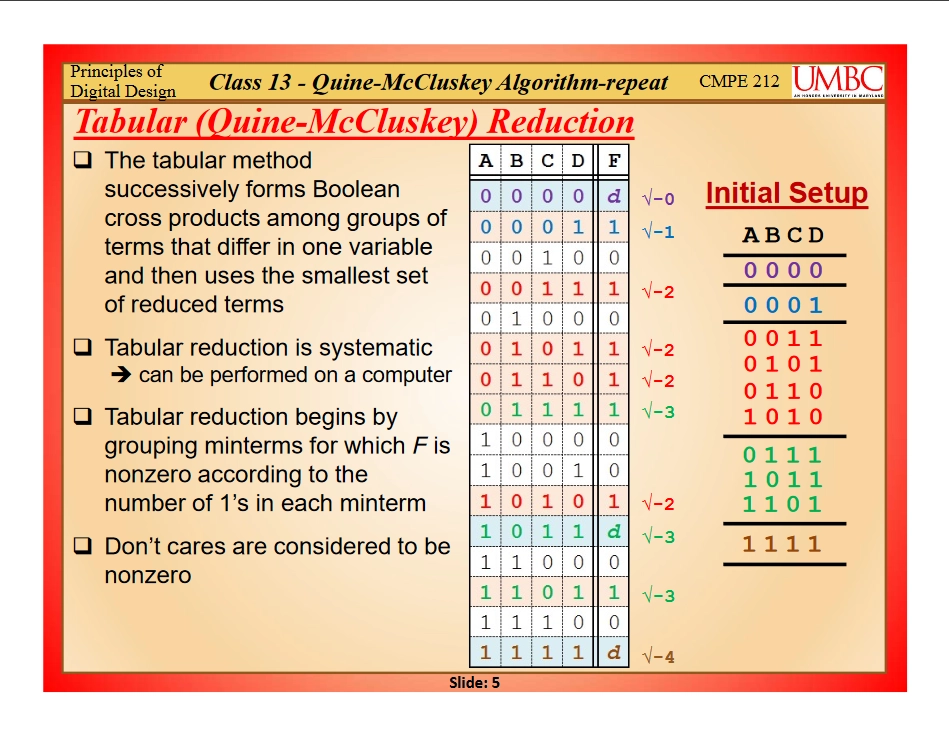 Principles of
Digital Design
Class 13 - Quine-McCluskey Algorithm-repeat
CMPE 212
UMBC
AN HONORS UNIVERSITY IN MARYLAND
Tabular (Quine-McCluskey) Reduction
❑ The tabular method
successively forms Boolean
cross products among groups of
terms that differ in one variable
and then uses the smallest set
of reduced terms
❑ Tabular reduction is systematic
➔ can be performed on a computer
❑ Tabular reduction begins by
grouping minterms for which F is
nonzero according to the
number of 1’s in each minterm
❑ Don’t cares are considered to be
nonzero
A B C D F
0 0 0 0 d √-0
0 0 0 1 1 √-1
0 0 1 0 0
0 0 1 1 1 √-2
0 1 0 0 0
0 1 0 1 1 √-2
0 1 1 0 1 √-2
0 1 1 1 1 √-3
1 0 0 0 0
1 0 0 1 0
1 0 1 0 1 √-2
1 0 1 1 d √-3
1 1 0 0 0
1 1 0 1 1 √-3
1 1 1 0 0
1 1 1 1 d √-4
Initial Setup
A B C D
0 0 0 0
0 0 0 1
0 0 1 1
0 1 0 1
0 1 1 0
1 0 1 0
0 1 1 1
1 0 1 1
1 1 0 1
1 1 1 1
Slide: 5